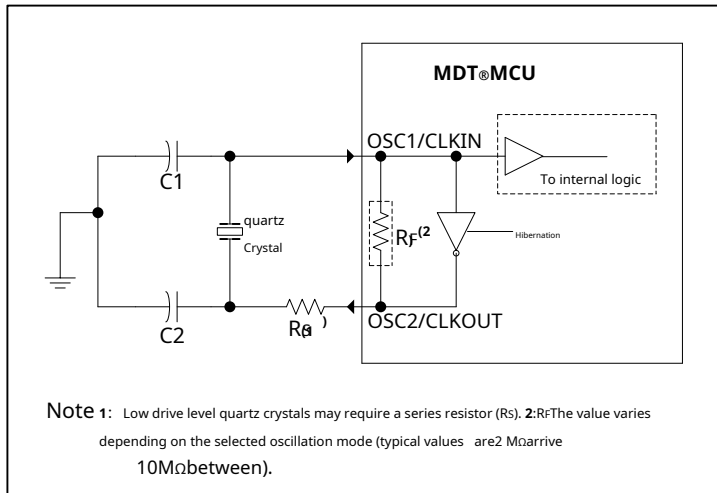 MDT®MCU
OSC1/CLKIN
C1
To internal logic
quartz
Crystal
RF(2)
Hibernation
C2
RS(1)
OSC2/CLKOUT
Note 1: Low drive level quartz crystals may require a series resistor (RS). 2:RFThe value varies
depending on the selected oscillation mode (typical values are2 MΩarrive
10MΩbetween).